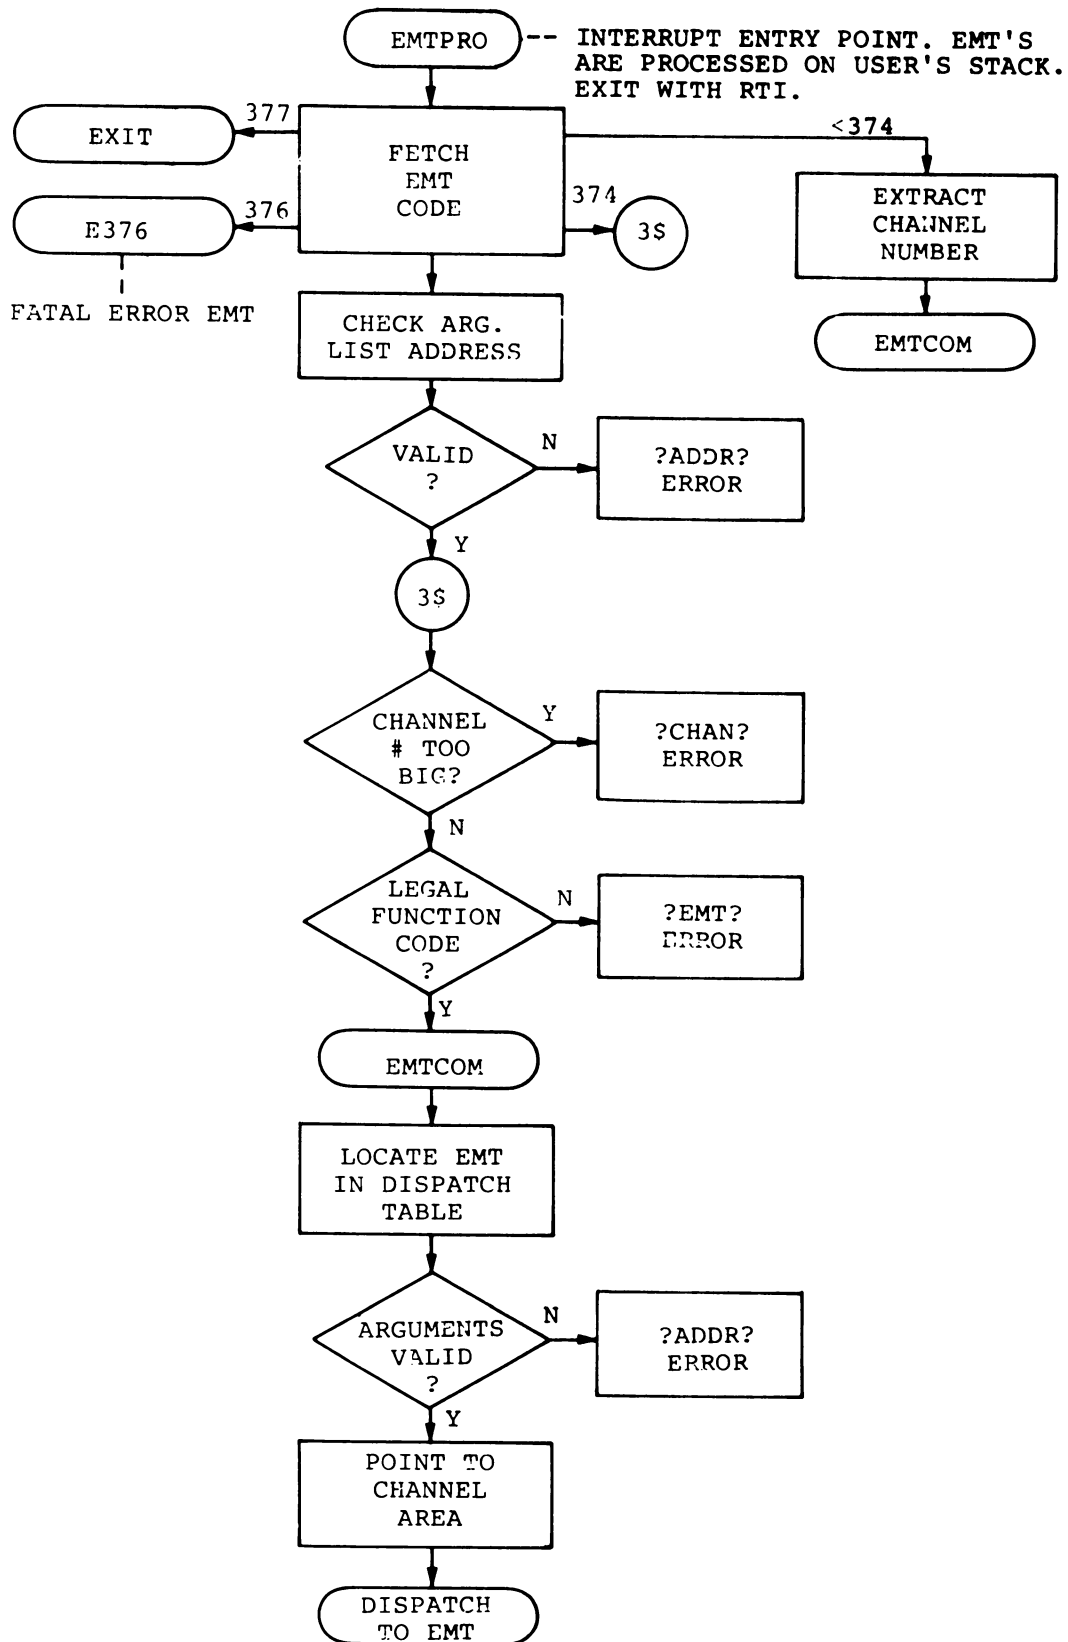 EMTPRO
-- INTERRUPT ENTRY POINT. EMT'S
ARE PROCESSED ON USER'S STACK.
EXIT WITH RTI.
377
<374
EXIT
FETCH
EMT
CODE
376
374
E376
3$
EXTRACT
CHANNEL
NUMBER
FATAL ERROR EMT
CHECK ARG.
LIST ADDRESS
EMTCOM
VALID
?
N
?ADDR?
ERROR
Y
3$
CHANNEL
# TOO
BIG?
Y
?CHAN?
ERROR
N
LEGAL
FUNCTION
CODE
?
N
?EMT?
ERROR
Y
EMTCOM
LOCATE EMT
IN DISPATCH
TABLE
ARGUMENTS
VALID
?
N
?ADDR?
ERROR
Y
POINT TO
CHANNEL
AREA
DISPATCH
TO EMT